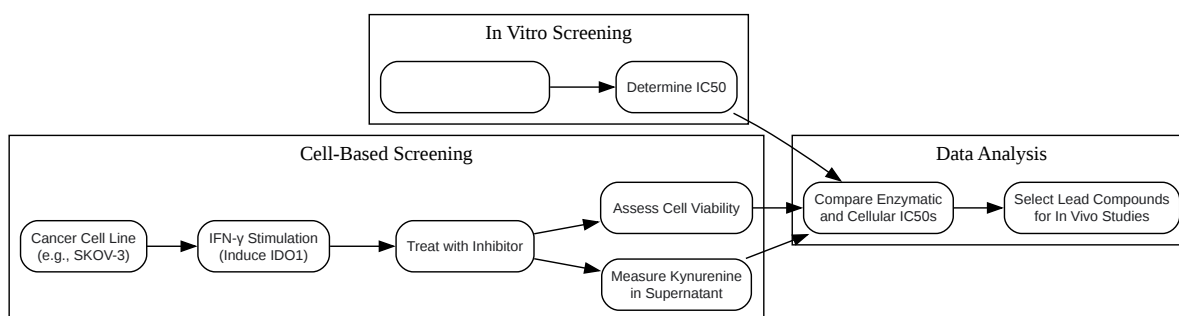 In Vitro Screening
Determine IC50
Cell-Based Screening
Cancer Cell Line
(e.g., SKOV-3)
IFN-γ Stimulation
(Induce IDO1)
Treat with Inhibitor
Assess Cell Viability
Measure Kynurenine
in Supernatant
Data Analysis
Compare Enzymatic
and Cellular IC50s
Select Lead Compounds
for In Vivo Studies